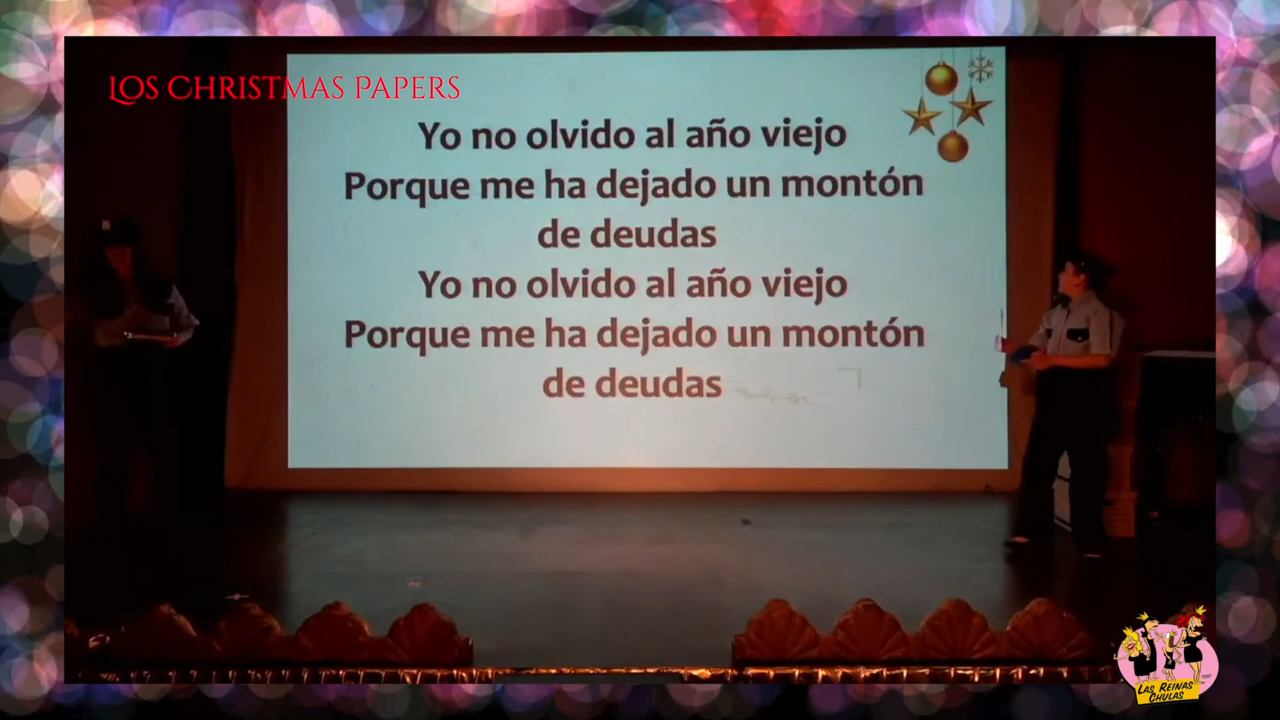 Los Christmas Papers
Yo no olvido al año viejo
Porque me ha dejado un montón
de deudas
Yo no olvido al año viejo
Porque me ha dejado un montón
de deudas
Las Reinas
Chulas